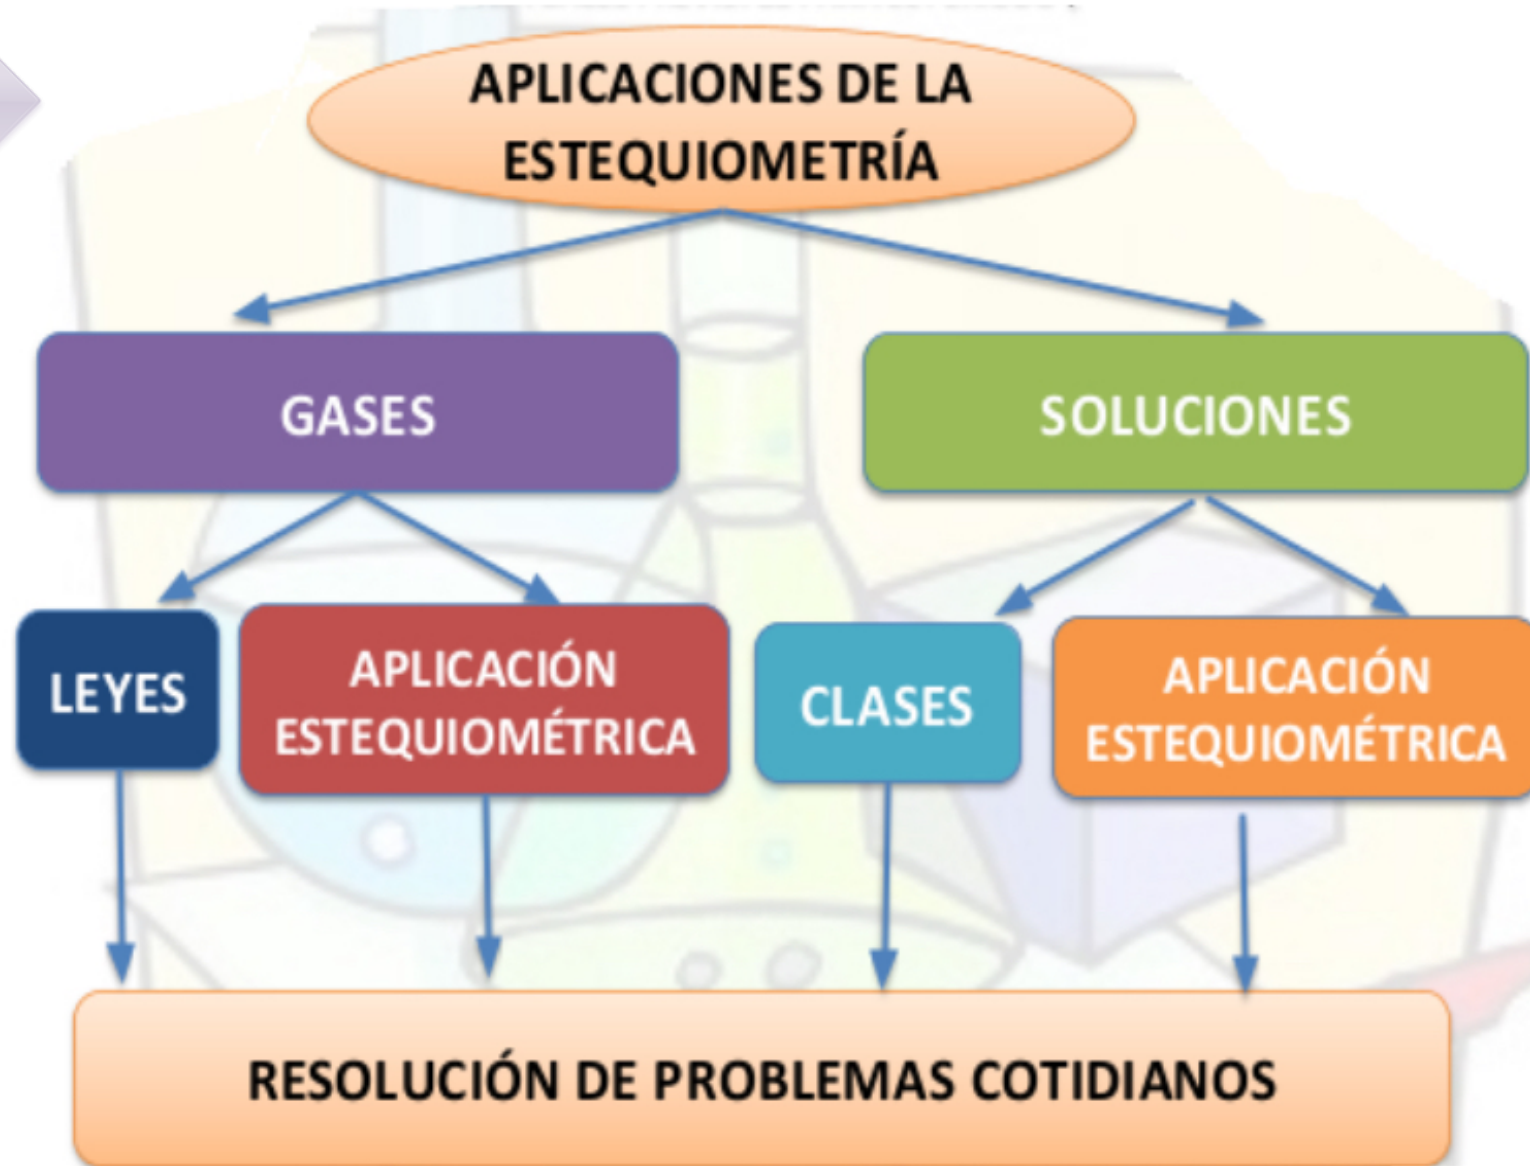 APLICACIONES DE LA
ESTEQUIOMETRÍA
GASES
SOLUCIONES
LEYES
APLICACIÓN
ESTEQUIOMÉTRICA
CLASES
APLICACIÓN
ESTEQUIOMÉTRICA
RESOLUCIÓN DE PROBLEMAS COTIDIANOS